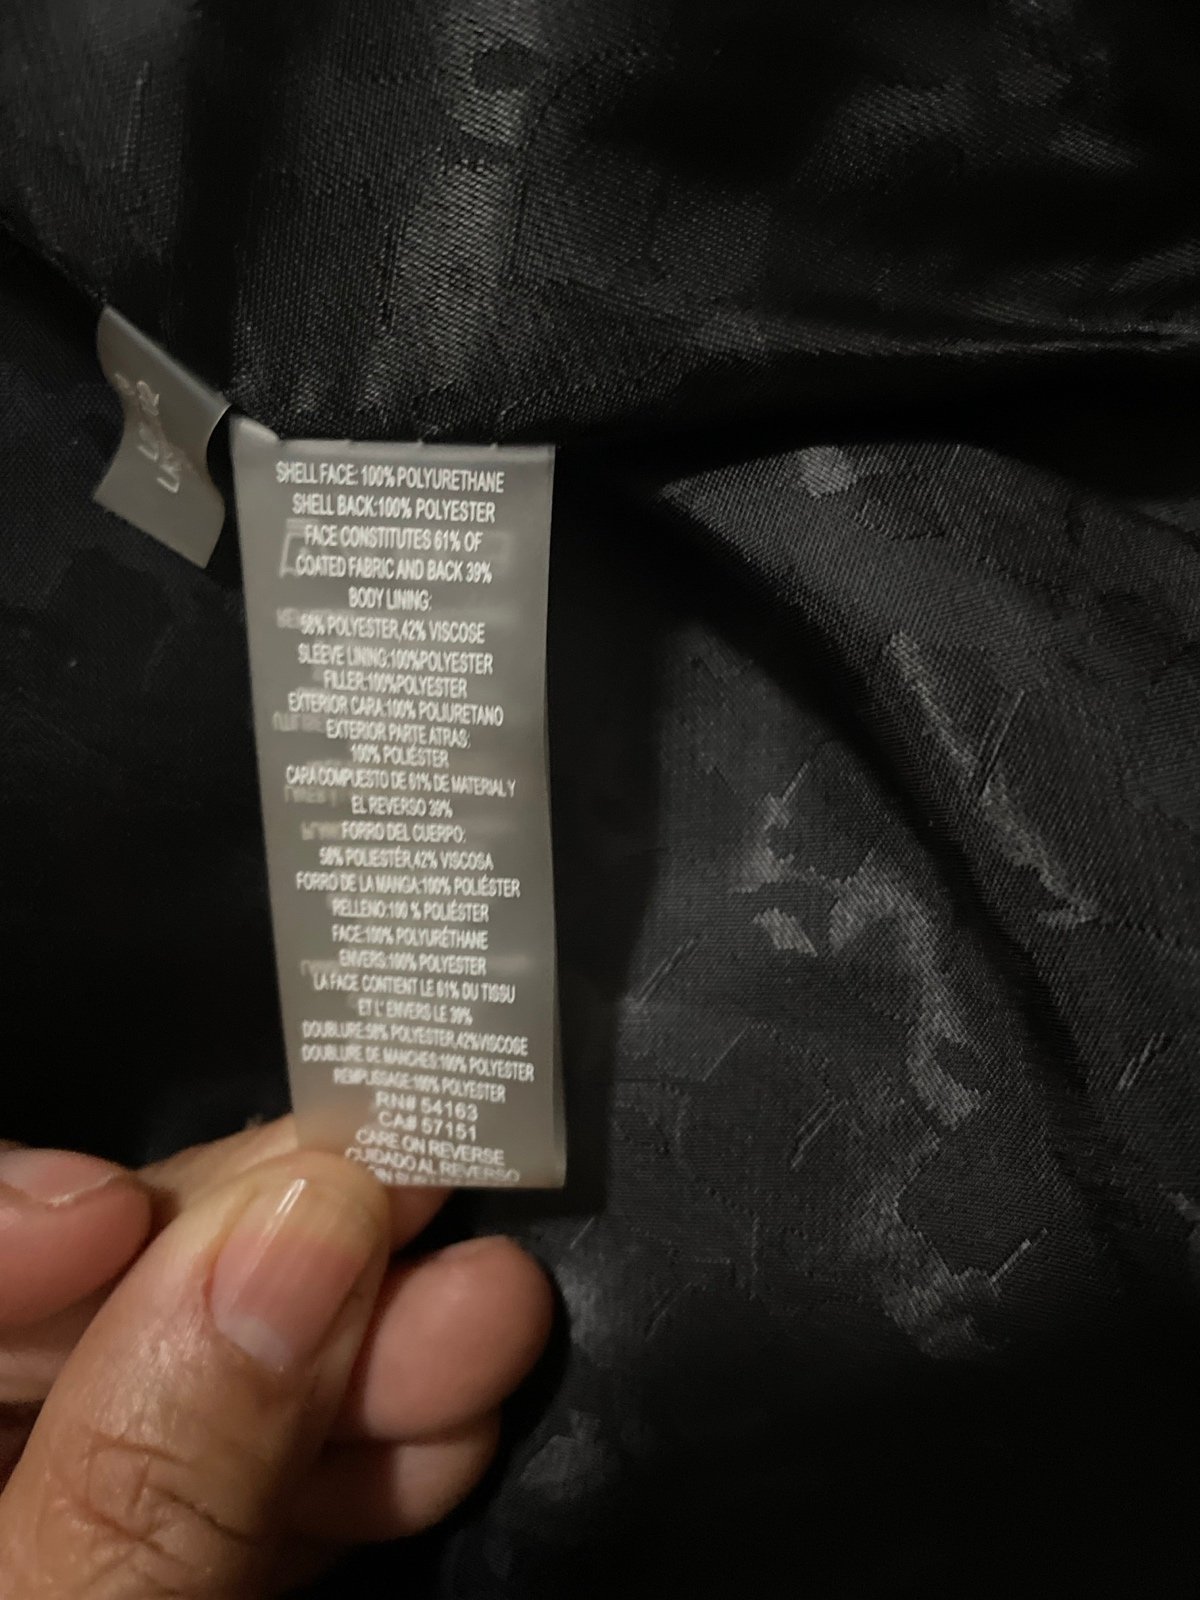 SHELL FACE: 100% POLYURETHANE
SHELL BACK:100% POLYESTER
FACE CONSTITUTES 61% OF
COATED FABRIC AND BACK 39%
BODY LINING:
58% POLYESTER,42% VISCOSE
SLEEVE LINING:100%POLYESTER
FILLER:100%POLYESTER
EXTERIOR CARA:100% POLIURETANO
EXTERIOR PARTE ATRAS:
100% POLIÉSTER
CARA COMPUESTO DE 61% DE MATERIAL Y
EL REVERSO 39%
FORRO DEL CUERPO:
58% POLIESTÉR,42% VISCOSA
FORRO DE LA MANGA:100% POLIÉSTER
RELLENO:100 % POLIÉSTER
FACE:100% POLYURÉTHANE
ENVERS:100% POLYESTER
LA FACE CONTIENT LE 61% DU TISSU
ET L' ENVERS LE 39%
DOUBLURE:58% POLYESTER,42%VISCOSE
DOUBLURE DE MANCHES:100% POLYESTER
REMPLISSAGE:100% POLYESTER
RN# 54163
CA# 57151
CARE ON REVERSE
CUIDADO AL REVERSO